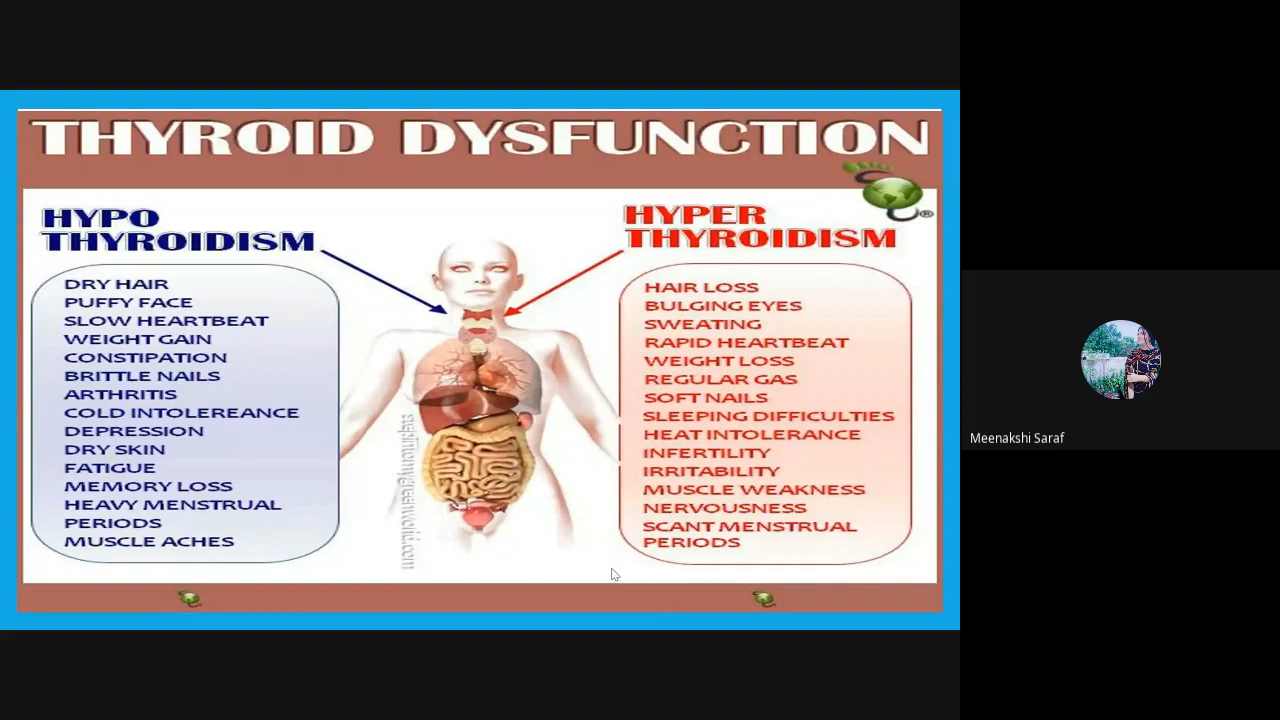 THYROID DYSFUNCTION
®
HYPO
THYROIDISM
DRY HAIR
PUFFY FACE
SLOW HEARTBEAT
WEIGHT GAIN
CONSTIPATION
BRITTLE NAILS
ARTHRITIS
COLD INTOLEREANCE
DEPRESSION
DRY SKIN
FATIGUE
MEMORY LOSS
HEAVY MENSTRUAL
PERIODS
MUSCLE ACHES
HYPER
THYROIDISM
HAIR LOSS
BULGING EYES
SWEATING
RAPID HEARTBEAT
WEIGHT LOSS
REGULAR GAS
SOFT NAILS
SLEEPING DIFFICULTIES
HEAT INTOLERANCE
INFERTILITY
IRRITABILITY
MUSCLE WEAKNESS
NERVOUSNESS
SCANT MENSTRUAL
PERIODS
Meenakshi Saraf